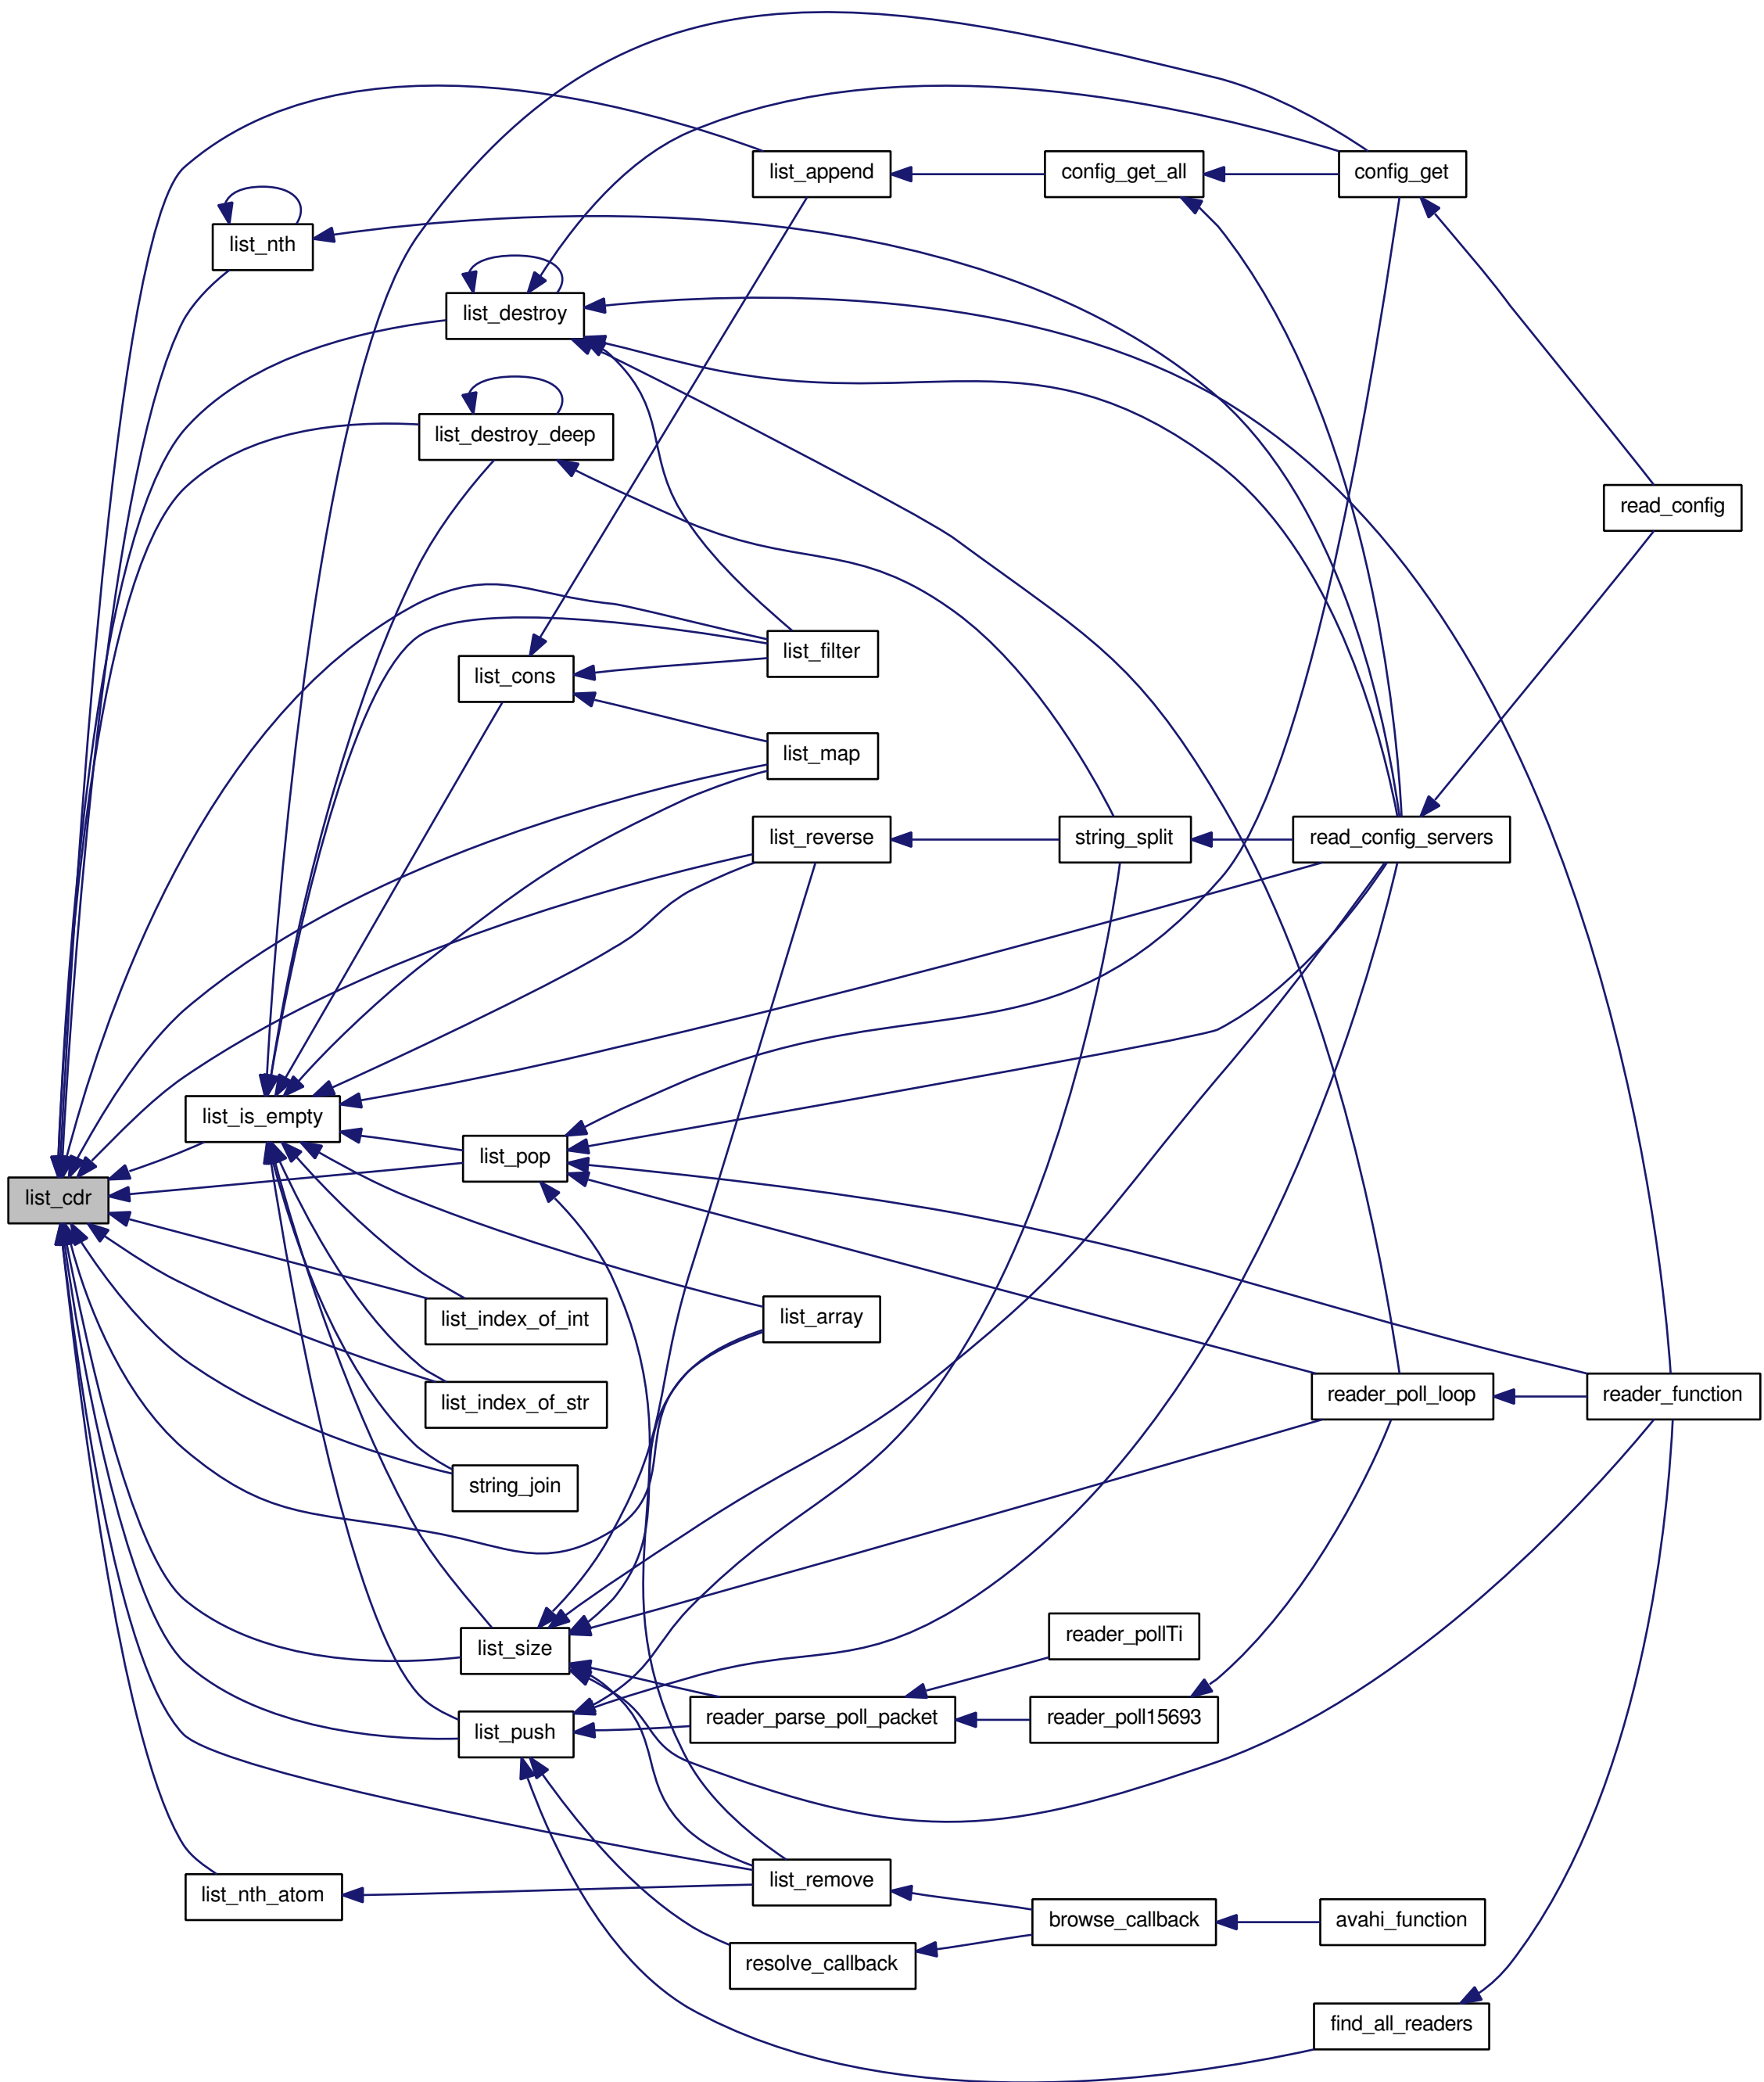 list_append
config_get_all
config_get
list_nth
list_destroy
list_destroy_deep
read_config
list_filter
list_cons
list_map
list_reverse
string_split
read_config_servers
list_is_empty
list_pop
list_cdr
list_index_of_int
list_array
list_index_of_str
reader_poll_loop
reader_function
string_join
list_size
reader_pollTi
list_push
reader_parse_poll_packet
reader_poll15693
list_nth_atom
list_remove
browse_callback
avahi_function
resolve_callback
find_all_readers